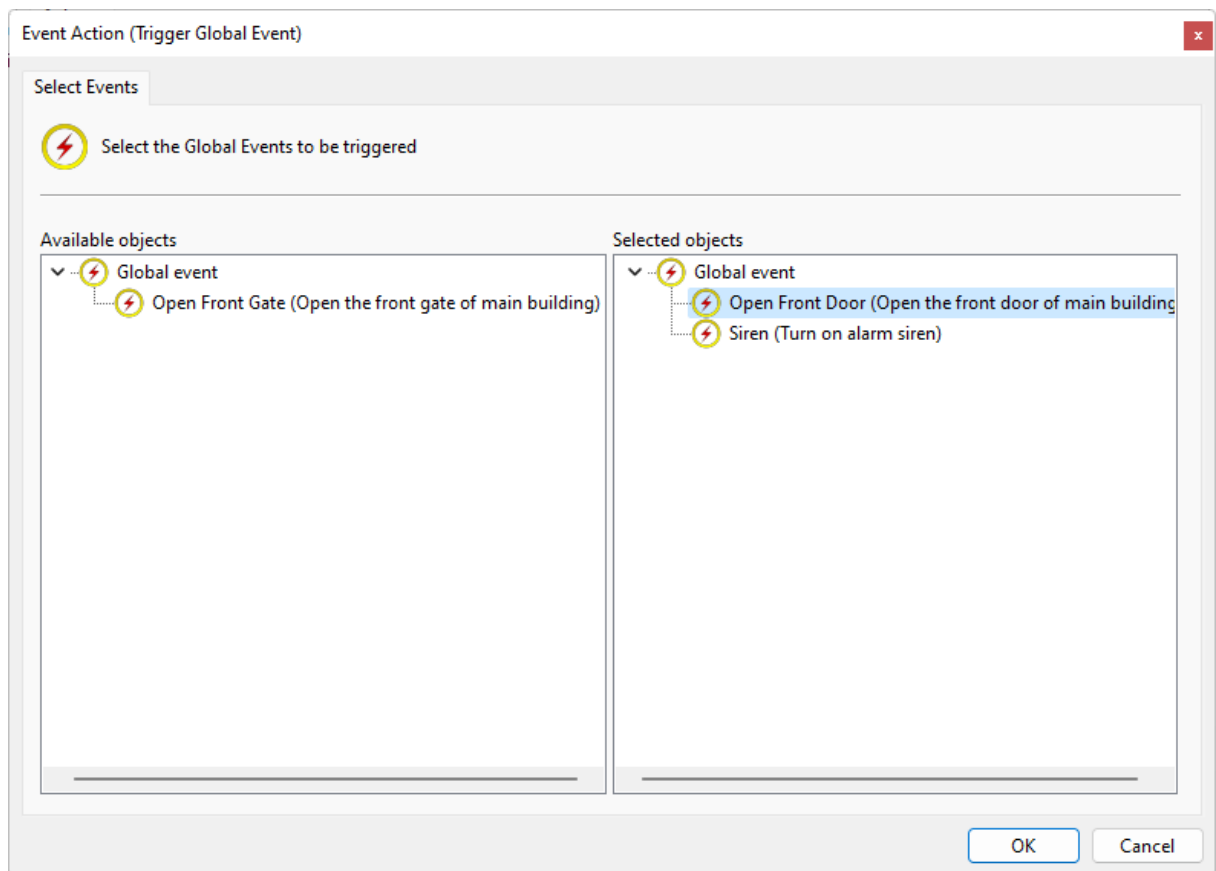 Event Action (Trigger Global Event)
x
Select Events
Select the Global Events to be triggered
Available objects
Global event
Open Front Gate (Open the front gate of main building)
Selected objects
Global event
Open Front Door (Open the front door of main building
Siren (Turn on alarm siren)
OK
Cancel